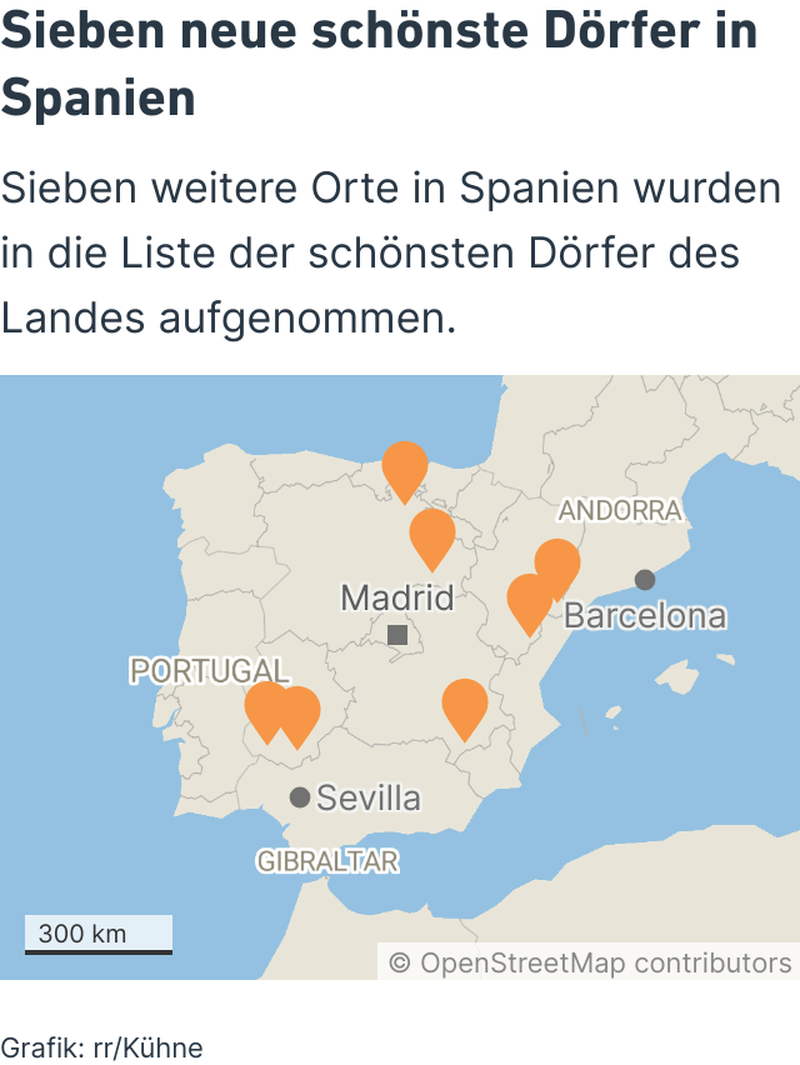 Sieben neue schönste Dörfer in
Spanien
Sieben weitere Orte in Spanien wurden
in die Liste der schönsten Dörfer des
Landes aufgenommen.
ANDORRA
Madrid
Barcelona
PORTUGAL
Sevilla
GIBRALTAR
300 km
© OpenStreetMap contributors
Grafik: rr/Kühne